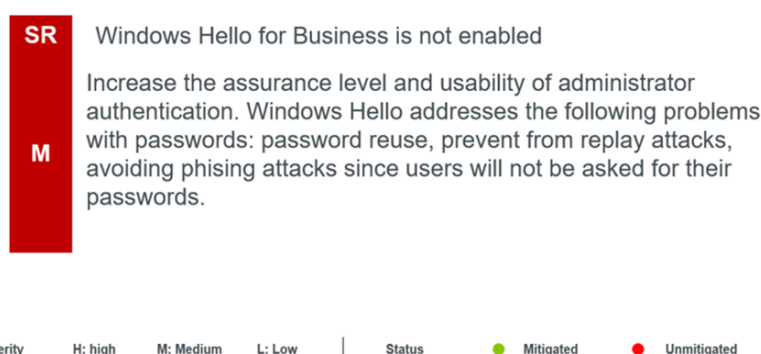 SR Windows Hello for Business is not enabled
Increase the assurance level and usability of administrator
authentication. Windows Hello addresses the following problems
with passwords: password reuse, prevent from replay attacks,
M
avoiding phising attacks since users will not be asked for their
passwords.
erity H: high M: Medium L: Low Status Mitigated Unmitigated